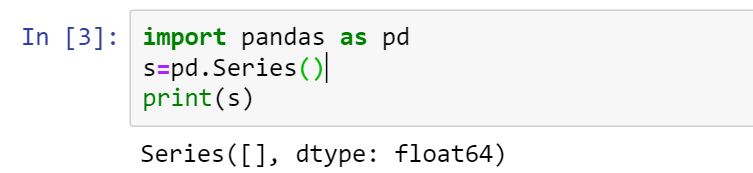 In [3]: import pandas as pd
s=pd.Series()
print(s)
Series([], dtype: float64)